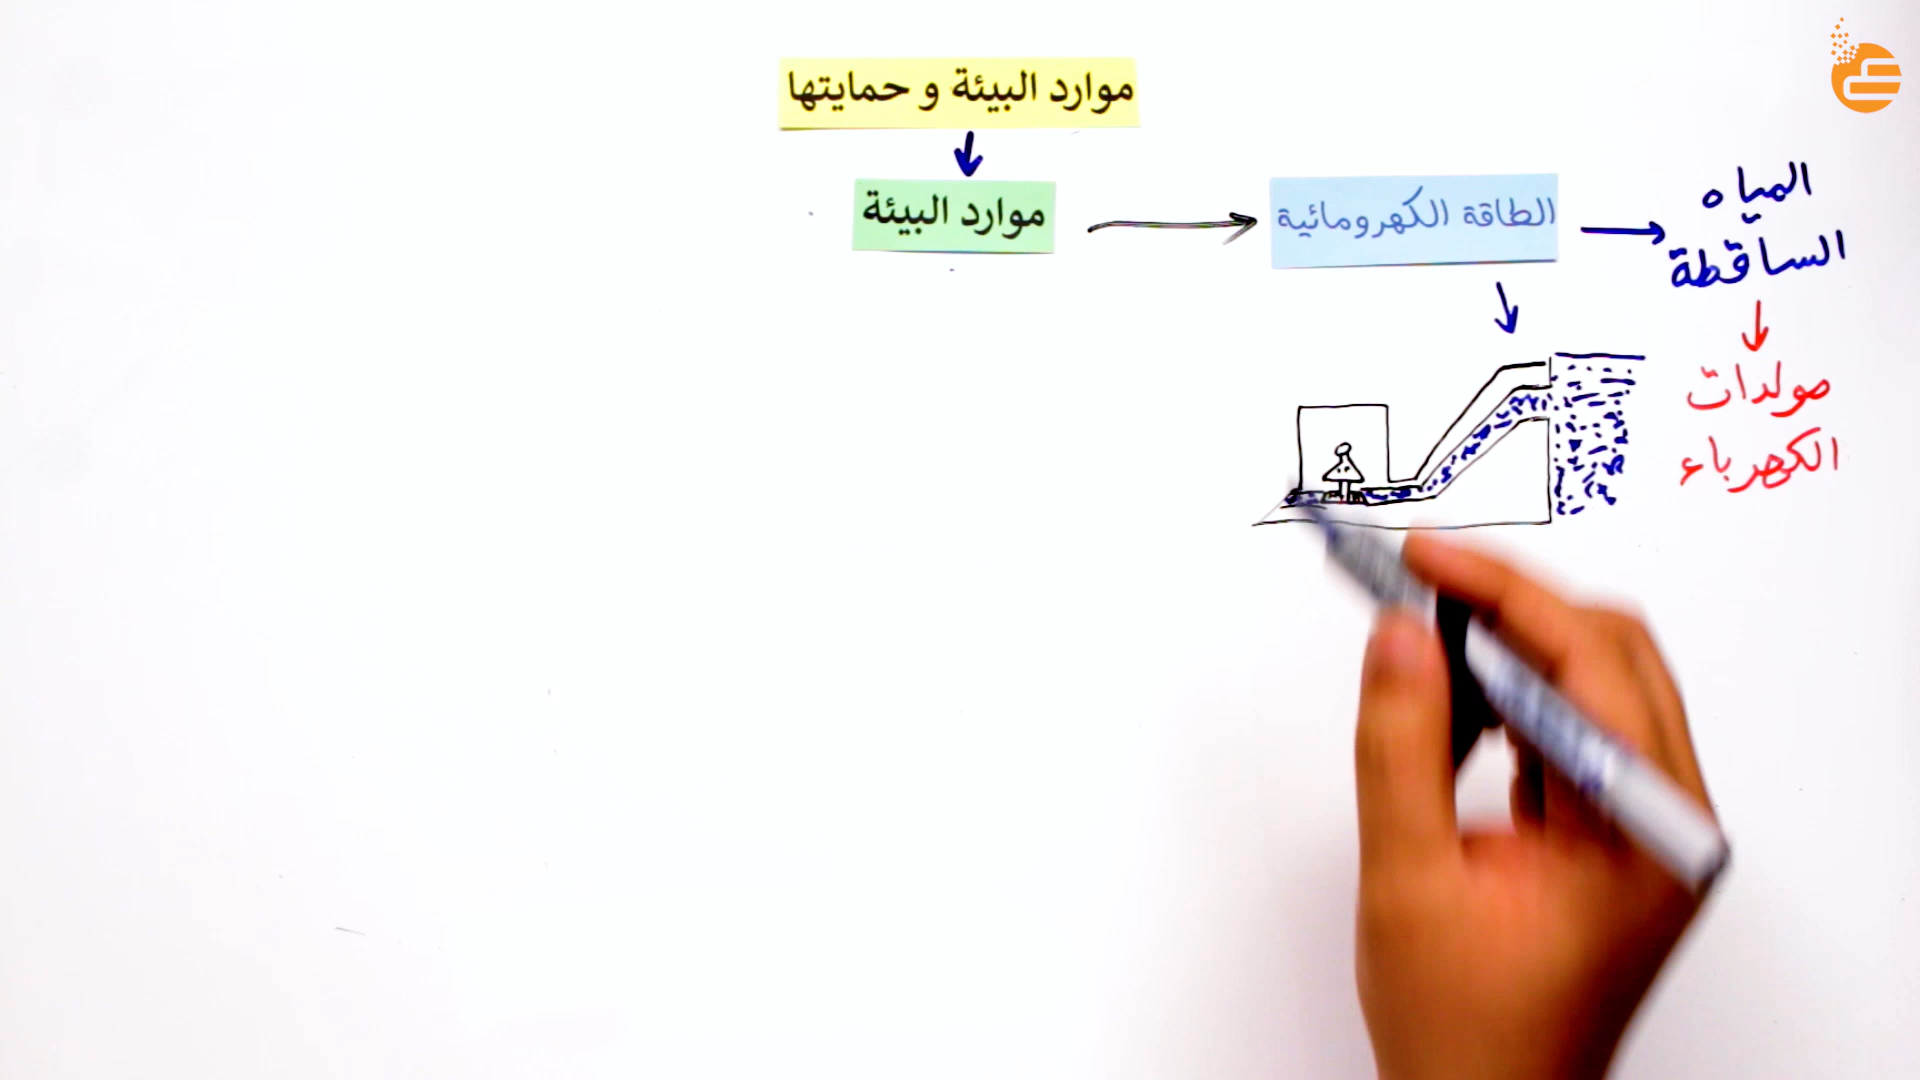 موارد البيئة و حمايتها
موارد البيئة
الطاقة الكهرومائية
المياه
الساقطة
مولدات
الكهرباء